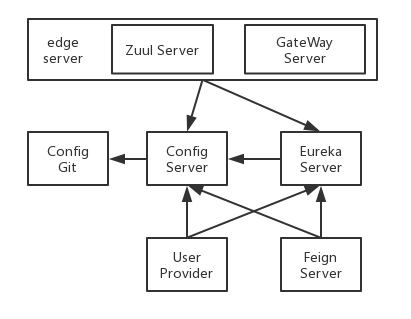 edge
server
Zuul Server
GateWay
Server
Config
Git
Config
Server
Eureka
Server
User
Provider
Feign
Server